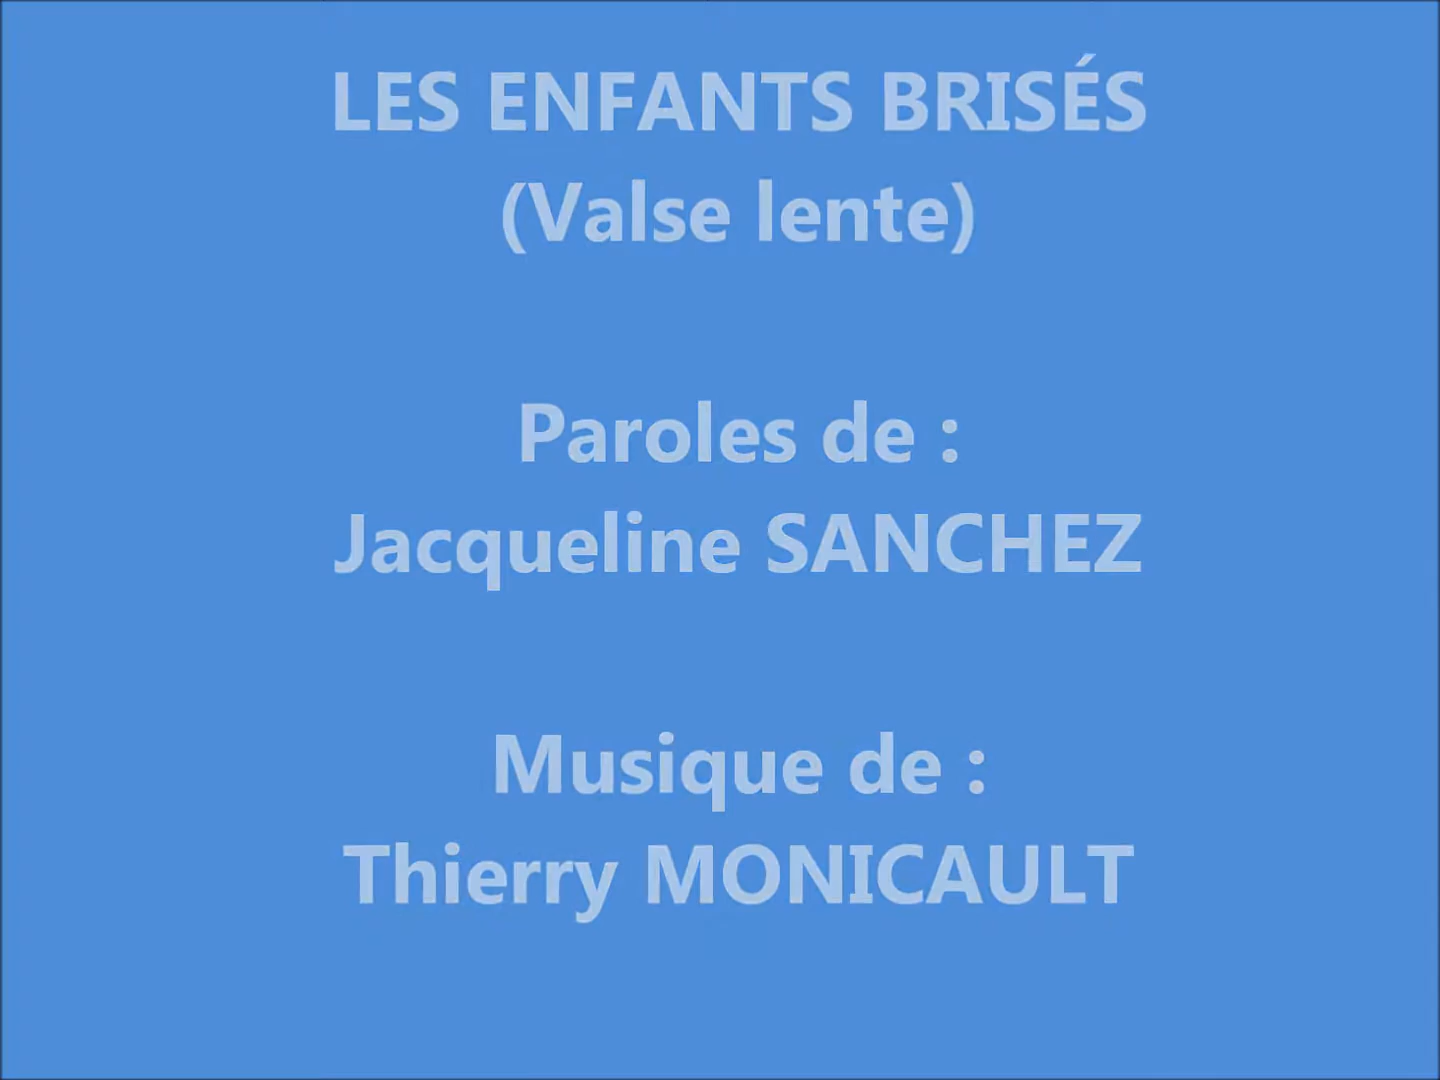 LES ENFANTS BRISÉS
(Valse lente)
Paroles de :
Jacqueline SANCHEZ
Musique de :
Thierry MONICAULT